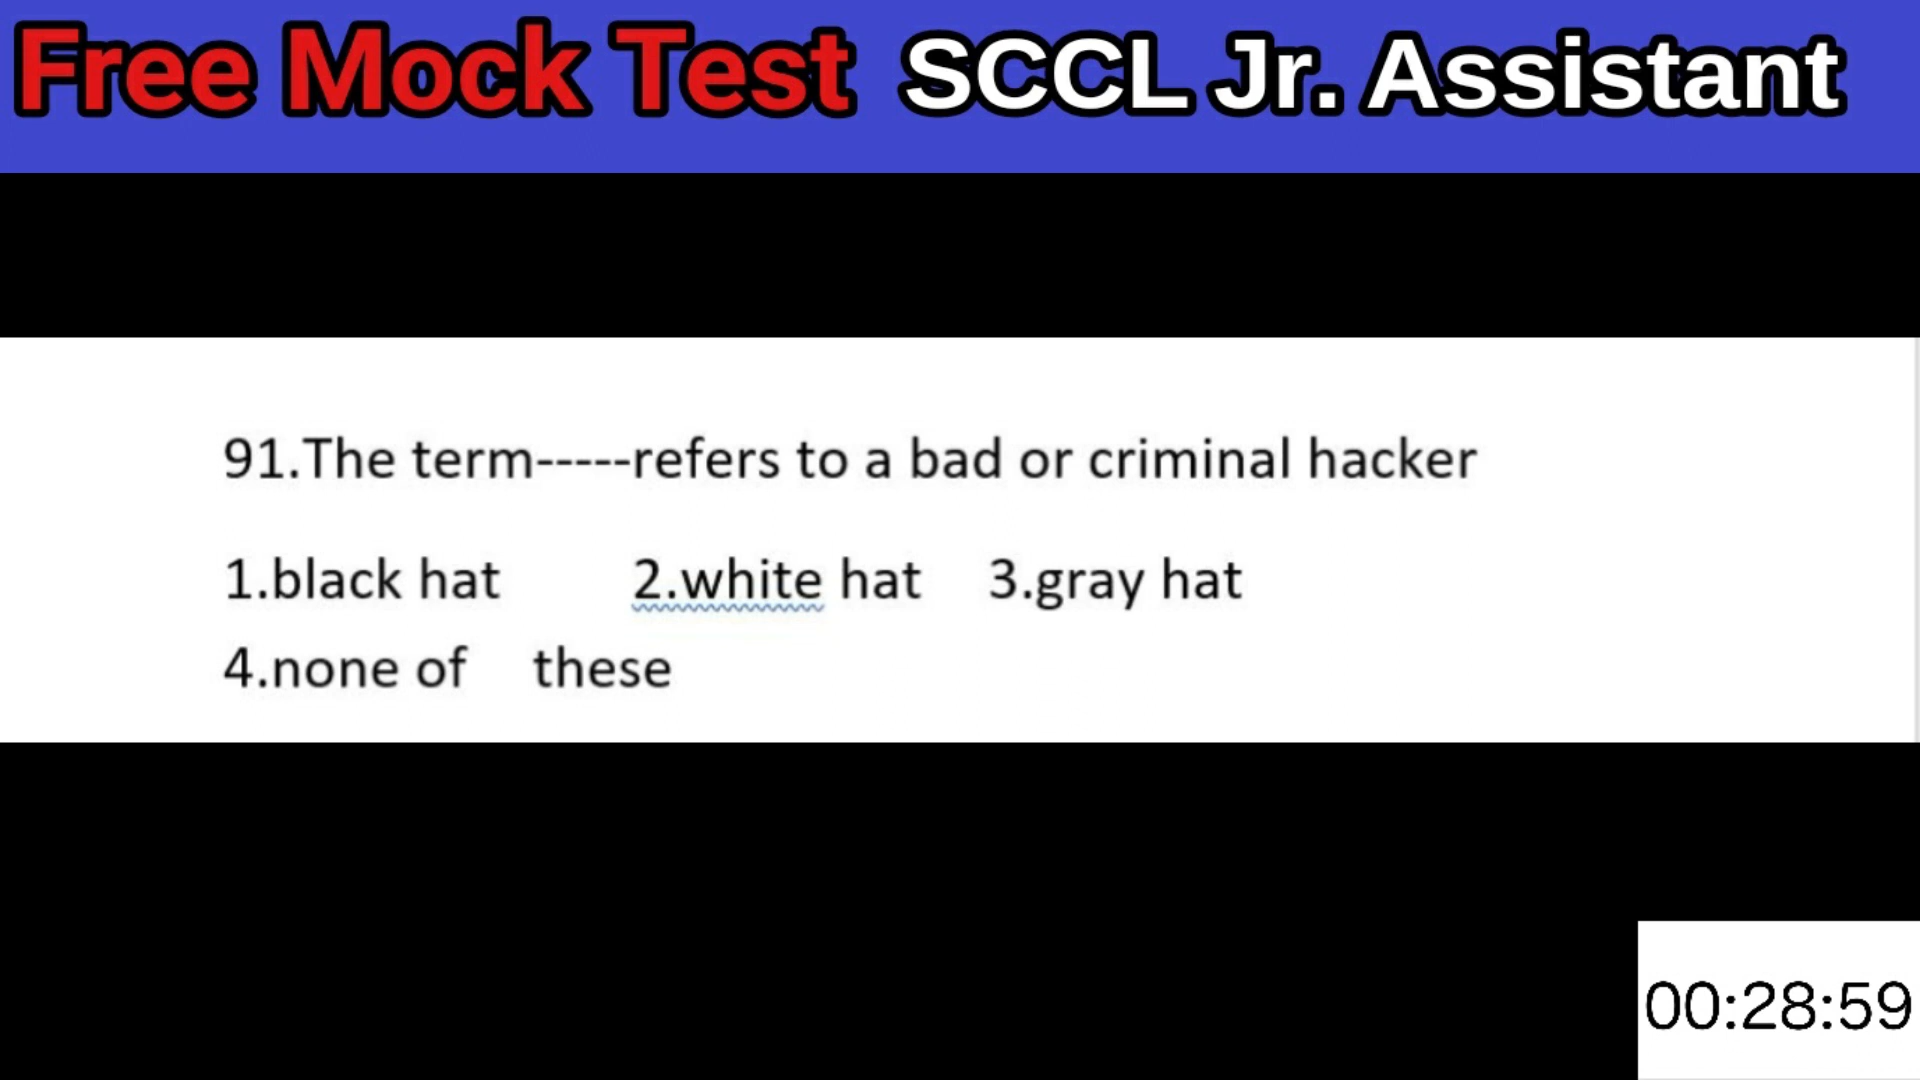 Free Mock Test SCCL Jr. Assistant
91.The term-----refers to a bad or criminal hacker
1.black hat 2.white hat 3.gray hat
4.none of these
00:28:59